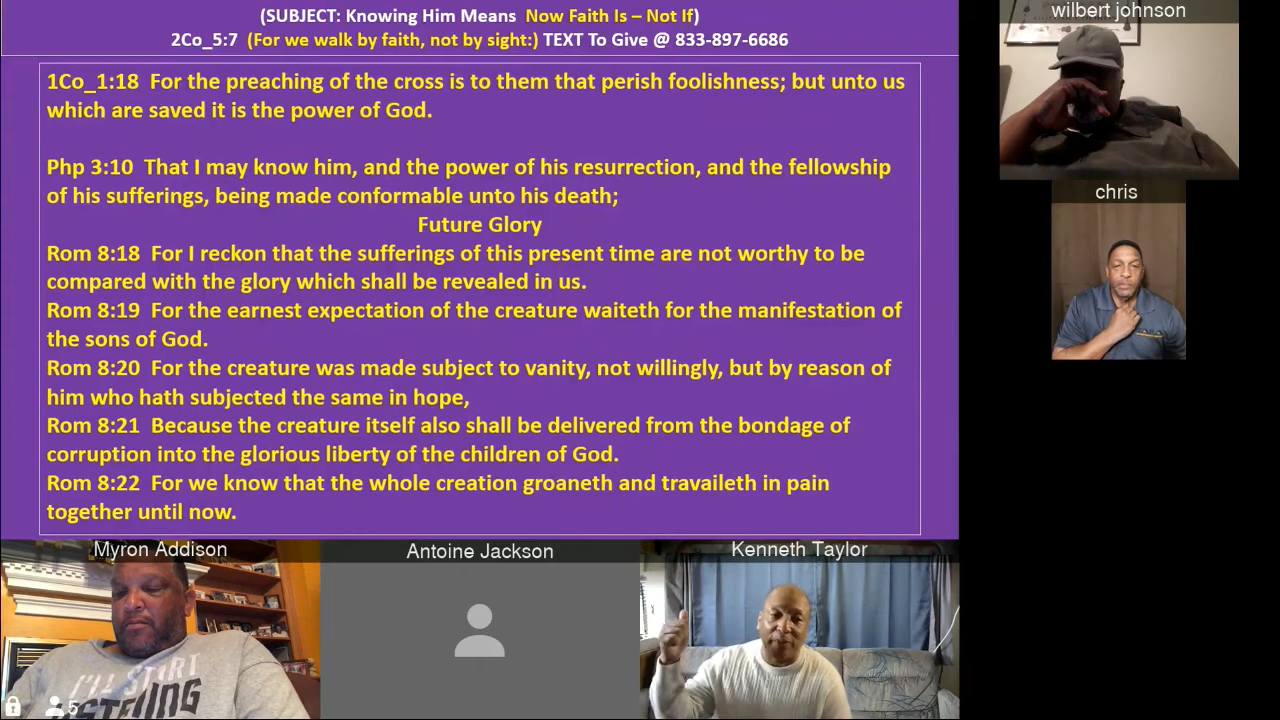 (SUBJECT: Knowing Him Means Now Faith Is – Not If)
2Co_5:7 (For we walk by faith, not by sight:) TEXT To Give @ 833-897-6686
1Co_1:18 For the preaching of the cross is to them that perish foolishness; but unto us
which are saved it is the power of God.
Php 3:10 That I may know him, and the power of his resurrection, and the fellowship
of his sufferings, being made conformable unto his death;
Future Glory
Rom 8:18 For I reckon that the sufferings of this present time are not worthy to be
compared with the glory which shall be revealed in us.
Rom 8:19 For the earnest expectation of the creature waiteth for the manifestation of
the sons of God.
Rom 8:20 For the creature was made subject to vanity, not willingly, but by reason of
him who hath subjected the same in hope,
Rom 8:21 Because the creature itself also shall be delivered from the bondage of
corruption into the glorious liberty of the children of God.
Rom 8:22 For we know that the whole creation groaneth and travaileth in pain
together until now.
wilbert johnson
chris
Myron Addison
Antoine Jackson
Kenneth Taylor
I'LL START
5